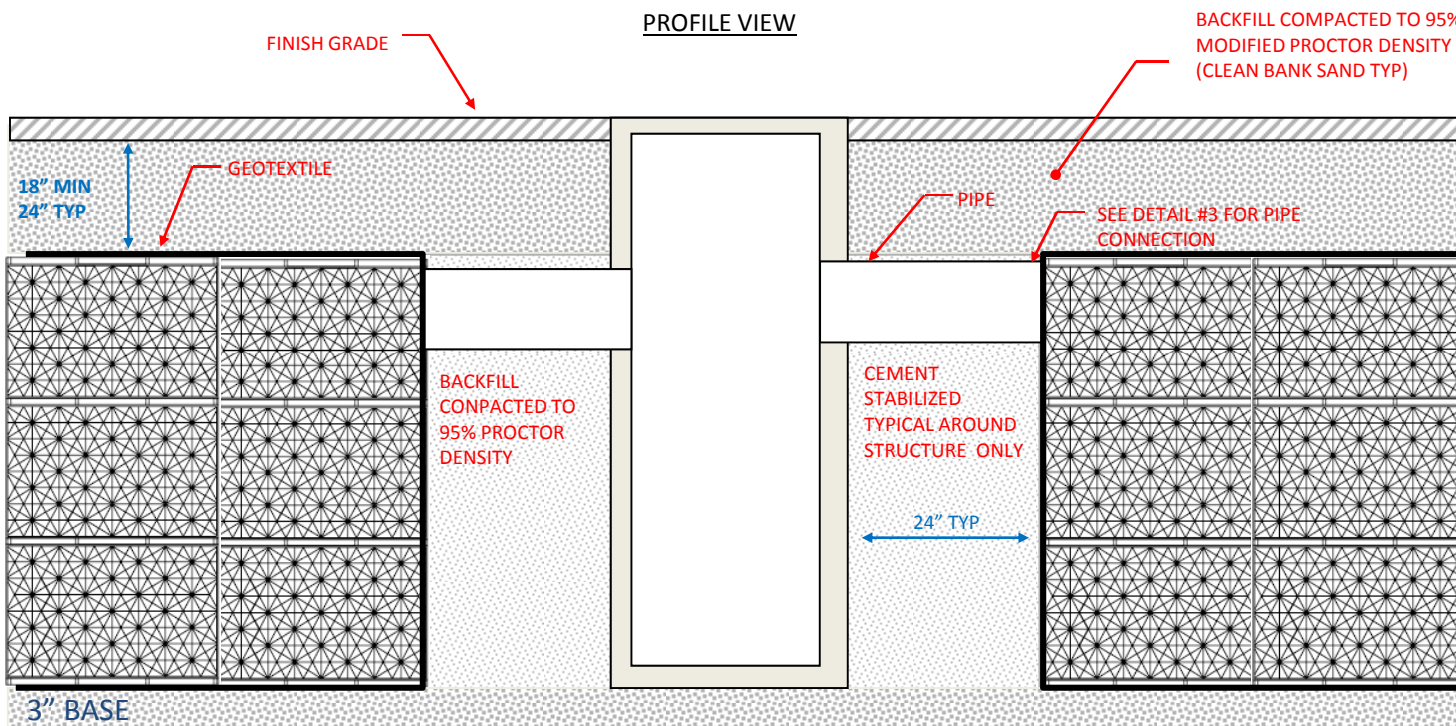 PROFILE VIEW
FINISH GRADE
BACKFILL COMPACTED TO 95%
MODIFIED PROCTOR DENSITY
(CLEAN BANK SAND TYP)
18” MIN
24” TYP
GEOTEXTILE
PIPE
SEE DETAIL #3 FOR PIPE
CONNECTION
BACKFILL
CONPACTED TO
95% PROCTOR
DENSITY
CEMENT
STABILIZED
TYPICAL AROUND
STRUCTURE ONLY
24” TYP
3” BASE